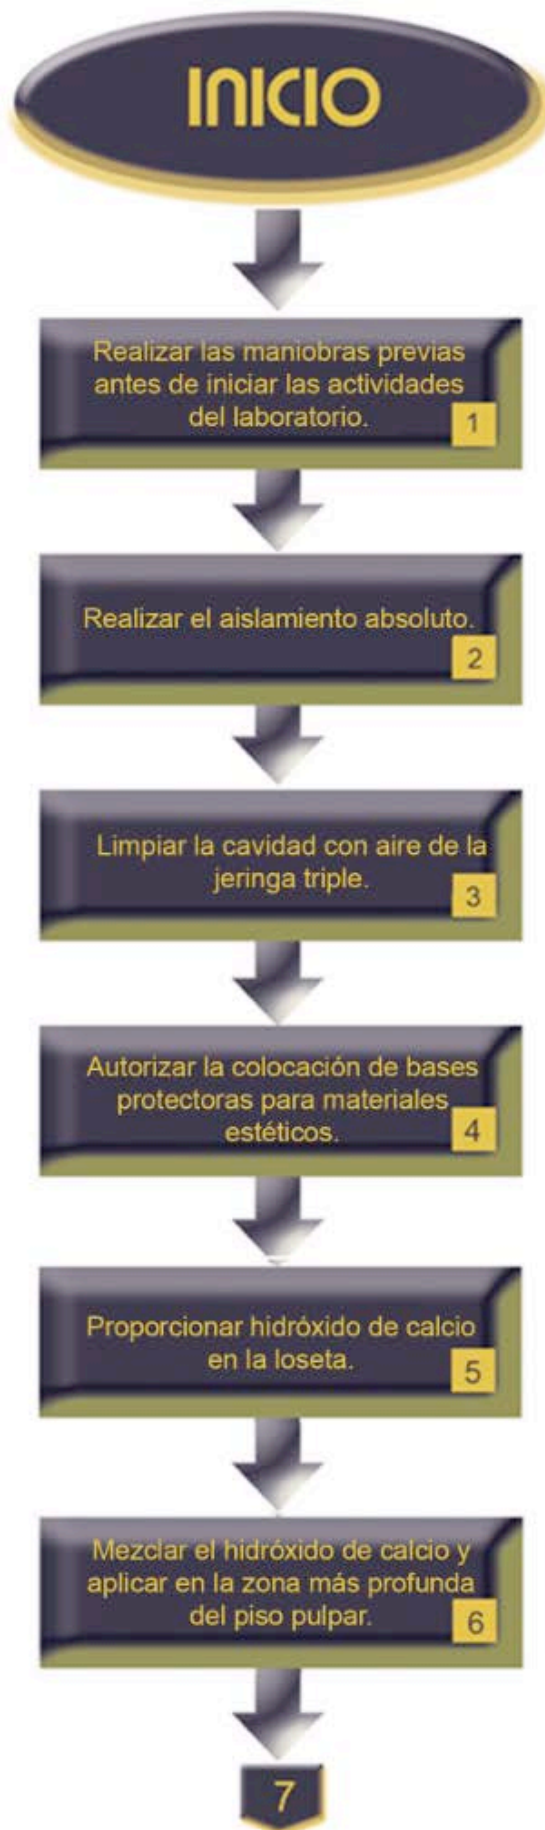 INICIO
Realizar las maniobras previas
antes de iniciar las actividades
del laboratorio.
1
Realizar el aislamiento absoluto.
2
Limpiar la cavidad con aire de la
jeringa triple.
3
Autorizar la colocación de bases
protectoras para materiales
estéticos.
4
Proporcionar hidróxido de calcio
en la loseta.
5
Mezclar el hidróxido de calcio y
aplicar en la zona más profunda
del piso pulpar.
6
7